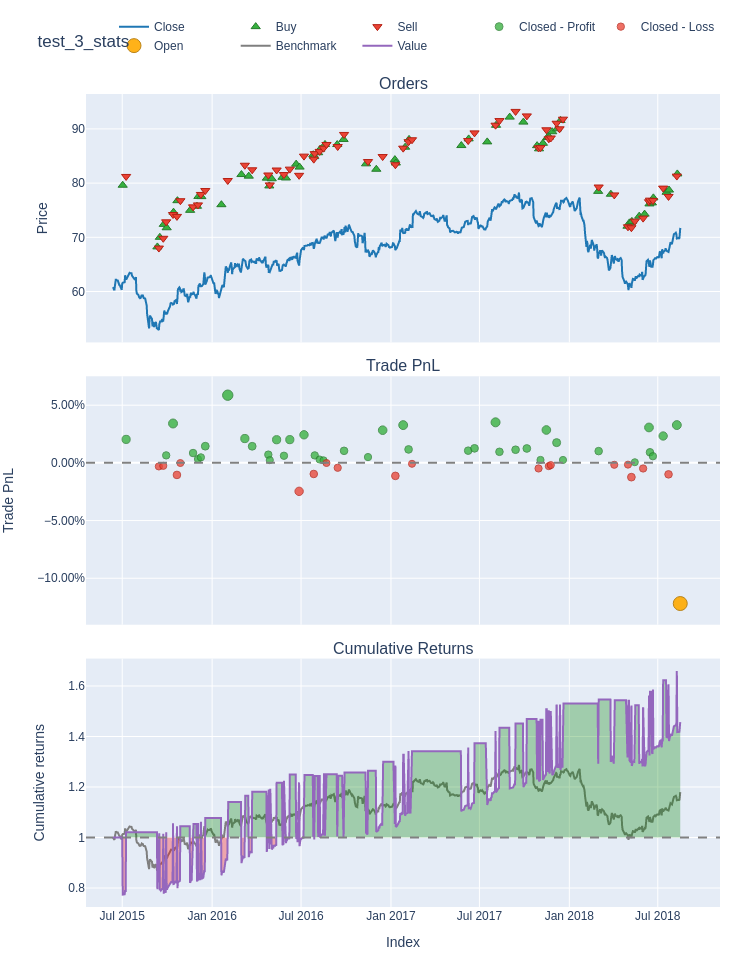 test_3_stats
Close
Buy
Sell
Closed - Profit
Closed - Loss
Open
Benchmark
Value
Orders
90
80
70
60
Price
Trade PnL
5.00%
0.00%
−5.00%
−10.00%
Trade PnL
Cumulative Returns
1.6
1.4
1.2
1
0.8
Cumulative returns
Jul 2015
Jan 2016
Jul 2016
Jan 2017
Jul 2017
Jan 2018
Jul 2018
Index